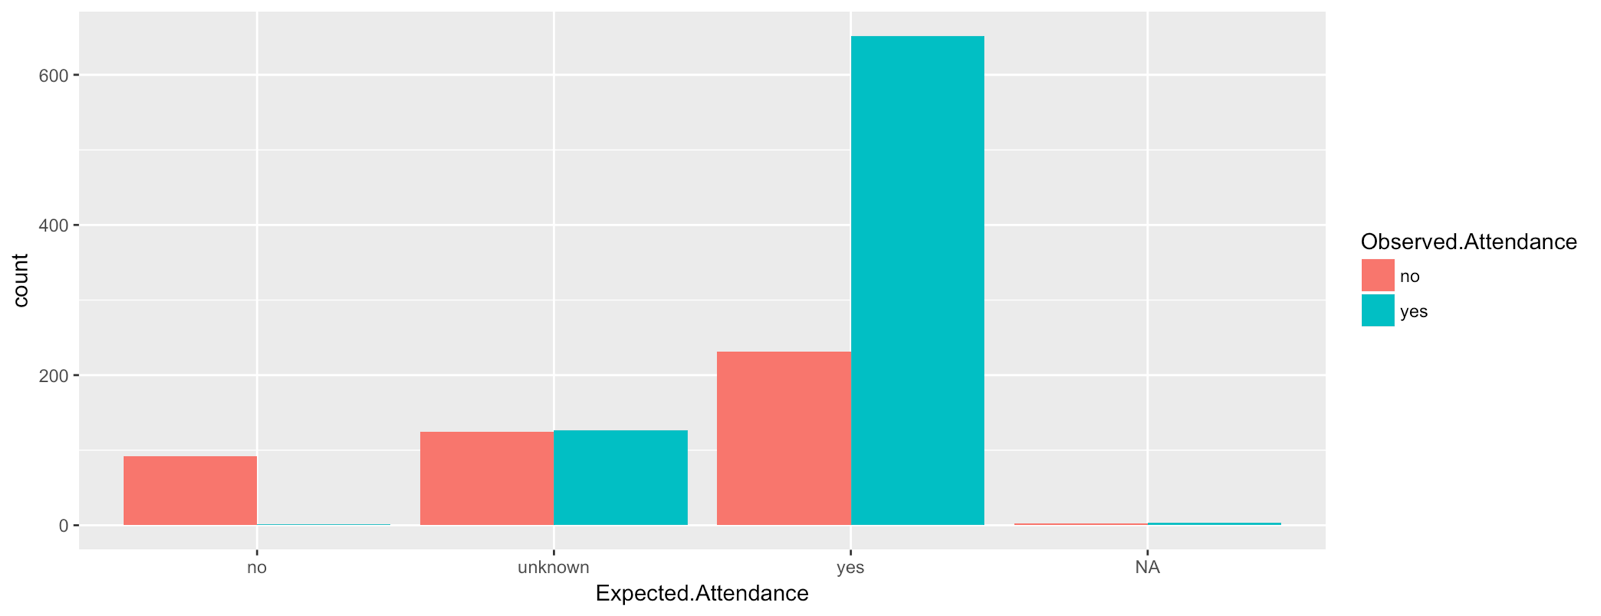 600
400
200
0
count
no
unknown
yes
NA
Expected.Attendance
Observed.Attendance
no
yes